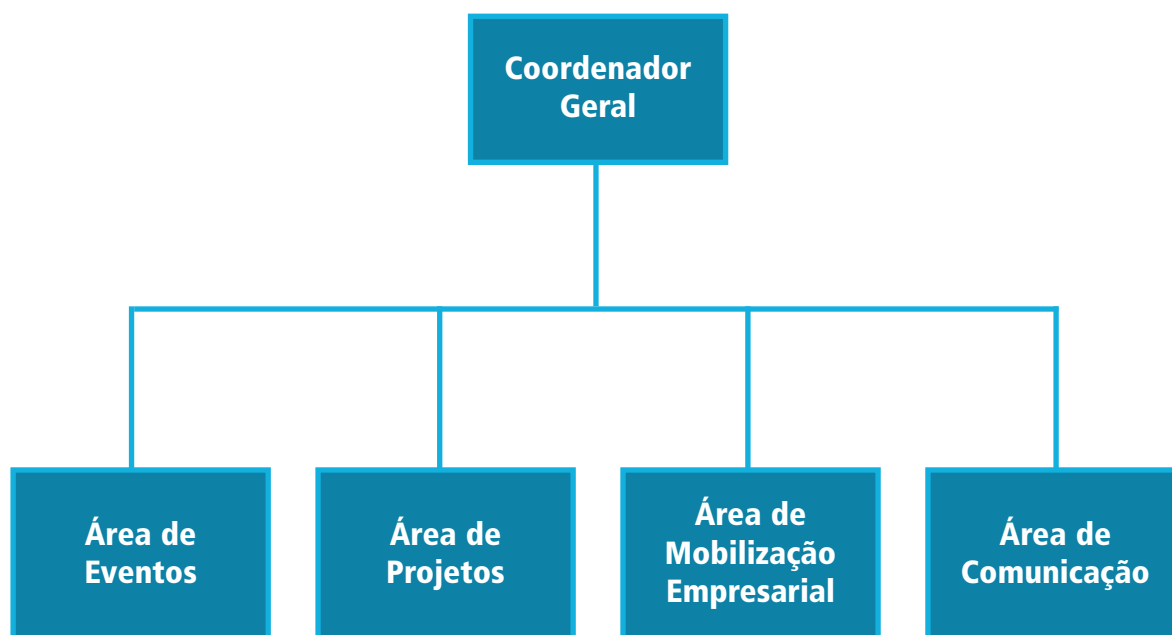 Coordenador
Geral
Área de
Eventos
Área de
Projetos
Área de
Mobilização
Empresarial
Área de
Comunicação